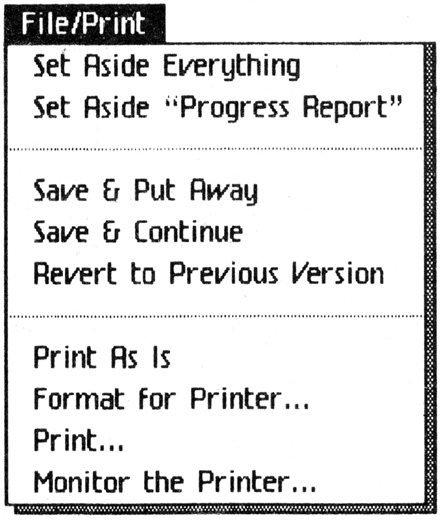 File/Print
Set Aside Everything
Set Aside “Progress Report”
Save & Put Away
Save & Continue
Revert to Previous Version
Print As Is
Format for Printer...
Print...
Monitor the Printer...